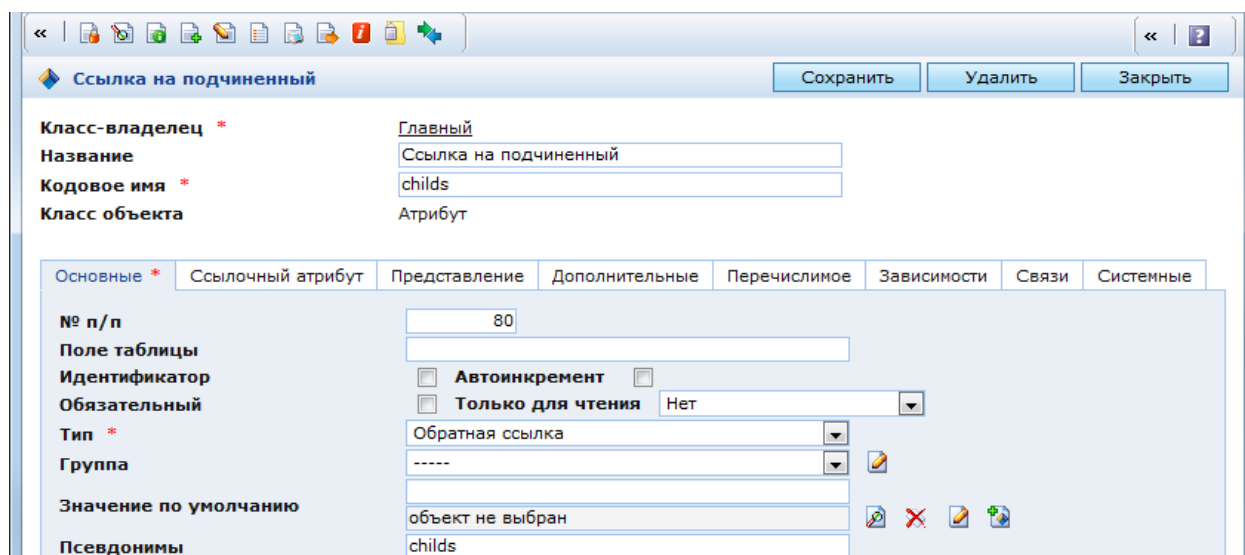 « «  ?
Ссылка на подчиненный Сохранить Удалить Закрыть
Класс-владелец * Главный
Название Ссылка на подчиненный
Кодовое имя * childs
Класс объекта Атрибут
Основные * Ссылочный атрибут Представление Дополнительные Перечислимое Зависимости Связи Системные
№ п/п 80
Поле таблицы
Идентификатор Автоинкремент
Обязательный Только для чтения Нет
Тип * Обратная ссылка
Группа -----
Значение по умолчанию
объект не выбран
Псевдонимы childs